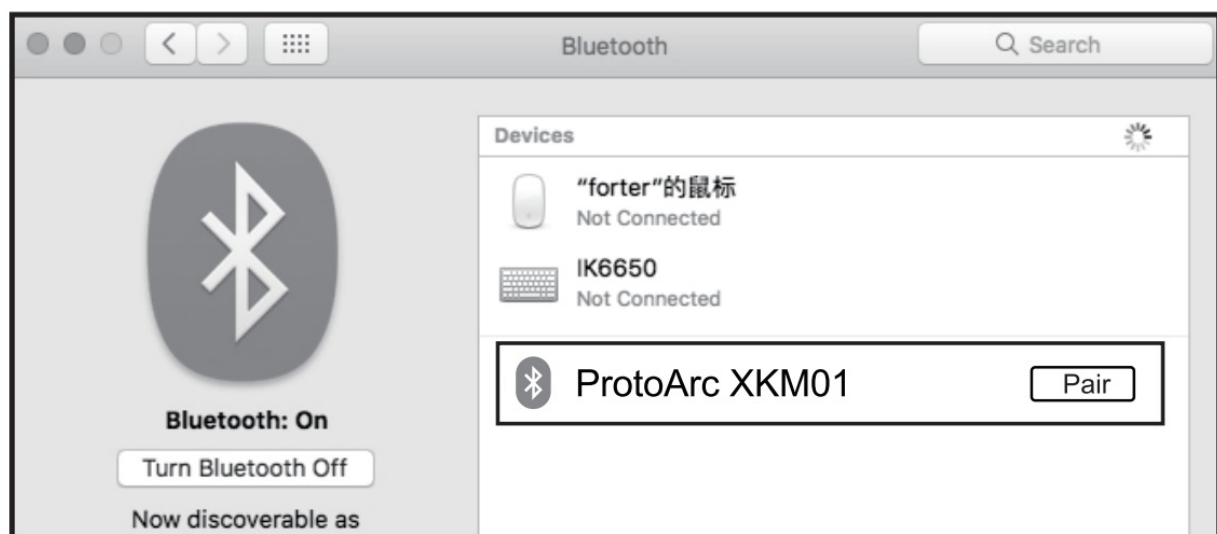 Bluetooth
Search
Devices
“forter”的鼠标
Not Connected
IK6650
Not Connected
ProtoArc XKM01
Pair
Bluetooth: On
Turn Bluetooth Off
Now discoverable as